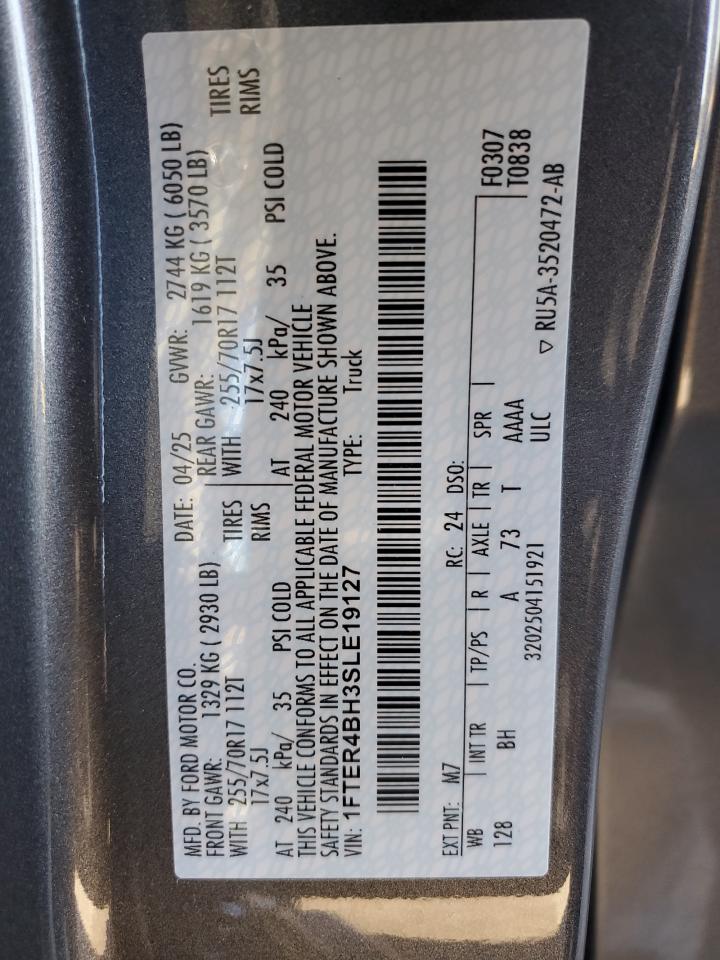 MFD. BY FORD MOTOR CO.
DATE: 04/25 GVWR: 2744 KG ( 6050 LB)
FRONT GAWR: 1329 KG ( 2930 LB)
REAR GAWR: 1619 KG ( 3570 LB)
WITH 255/70R17 112T TIRES
WITH 255/70R17 112T TIRES
17x7.5J RIMS
17x7.5J RIMS
AT 240 kPa/ 35 PSI COLD
AT 240 kPa/ 35 PSI COLD
THIS VEHICLE CONFORMS TO ALL APPLICABLE FEDERAL MOTOR VEHICLE
SAFETY STANDARDS IN EFFECT ON THE DATE OF MANUFACTURE SHOWN ABOVE.
VIN: 1FTER4BH3SLE19127 TYPE: Truck
EXT PNT: M7 RC: 24 DSO:
WB INT TR TP/PS R AXLE TR SPR F0307
128 BH A 73 T AAAA T0838
ULC
3202504151921
▽ RU5A-3520472-AB